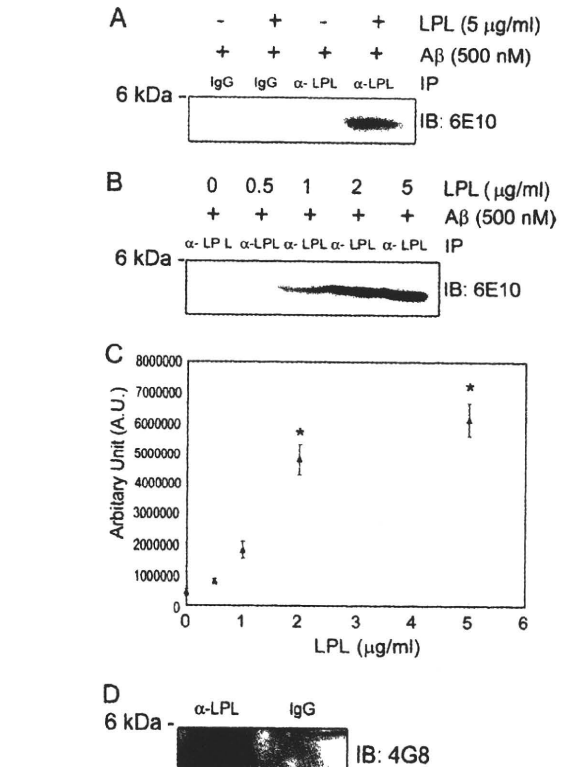 A
- + - + LPL (5 µg/ml)
+ + + + Aβ (500 nM)
IgG IgG α- LPL α-LPL IP
6 kDa -
IB: 6E10
B
0 0.5 1 2 5 LPL (µg/ml)
+ + + + + Aβ (500 nM)
α- LP L α-LPL α- LPL α- LPL α- LPL IP
6 kDa -
IB: 6E10
C
Arbitary Unit (A.U.)
8000000
7000000
6000000
5000000
4000000
3000000
2000000
1000000
0
* *
0 1 2 3 4 5 6
LPL (µg/ml)
D
α-LPL IgG
6 kDa -
IB: 4G8